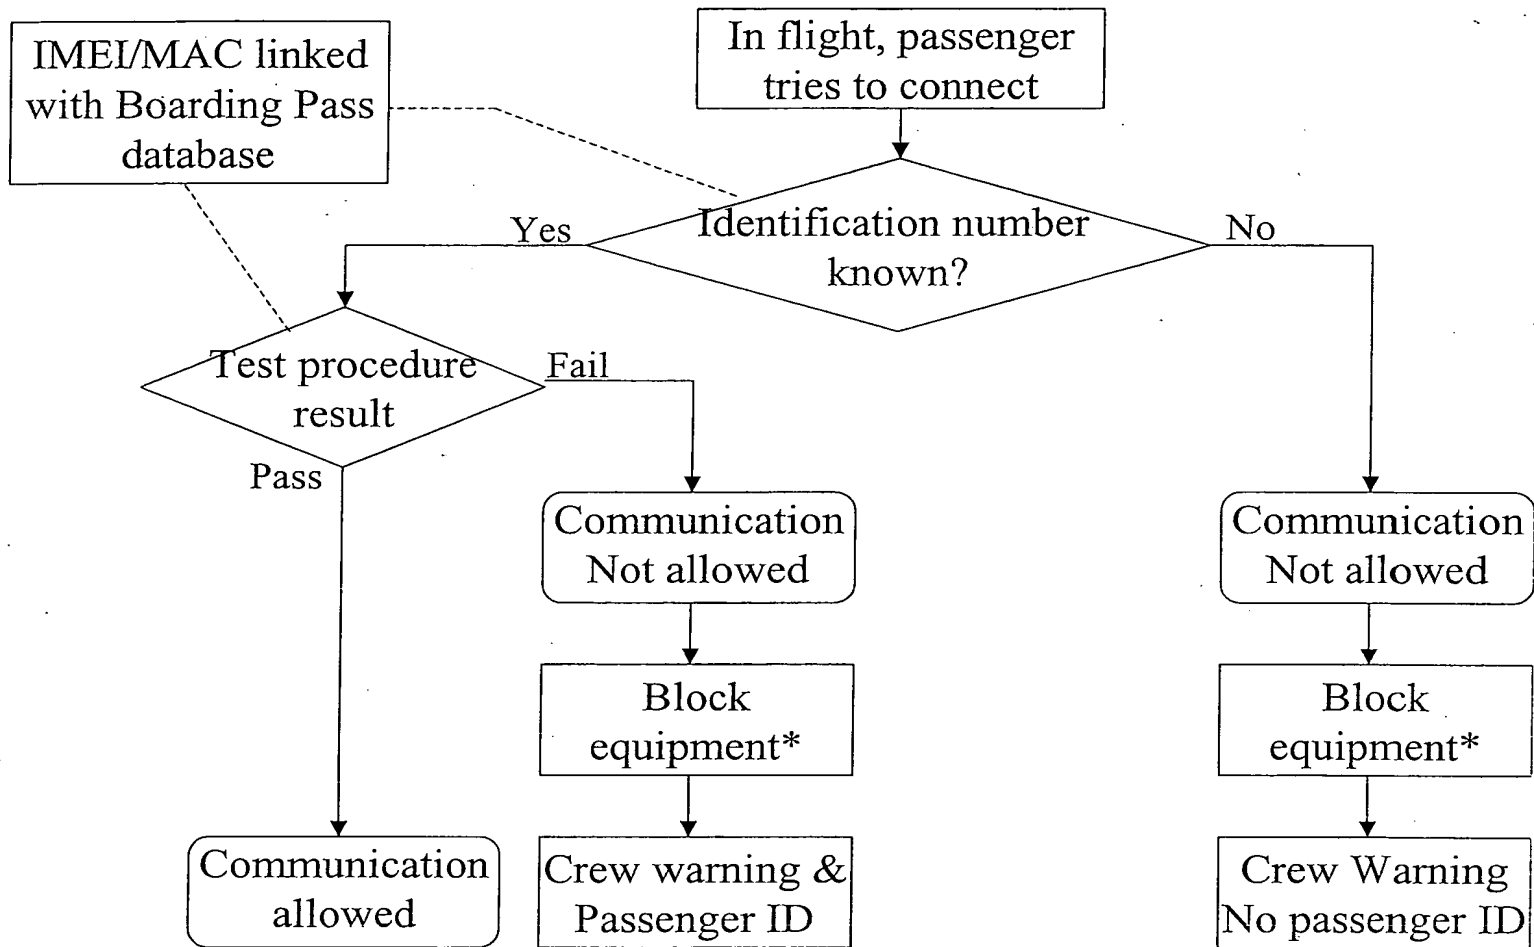 IMEI/MAC linked
with Boarding Pass
database
In flight, passenger
tries to connect
Identification number
known?
Yes
No
Test procedure
result
Fail
Pass
Communication
Not allowed
Communication
Not allowed
Block
equipment*
Block
equipment*
Communication
allowed
Crew warning &
Passenger ID
Crew Warning
No passenger ID